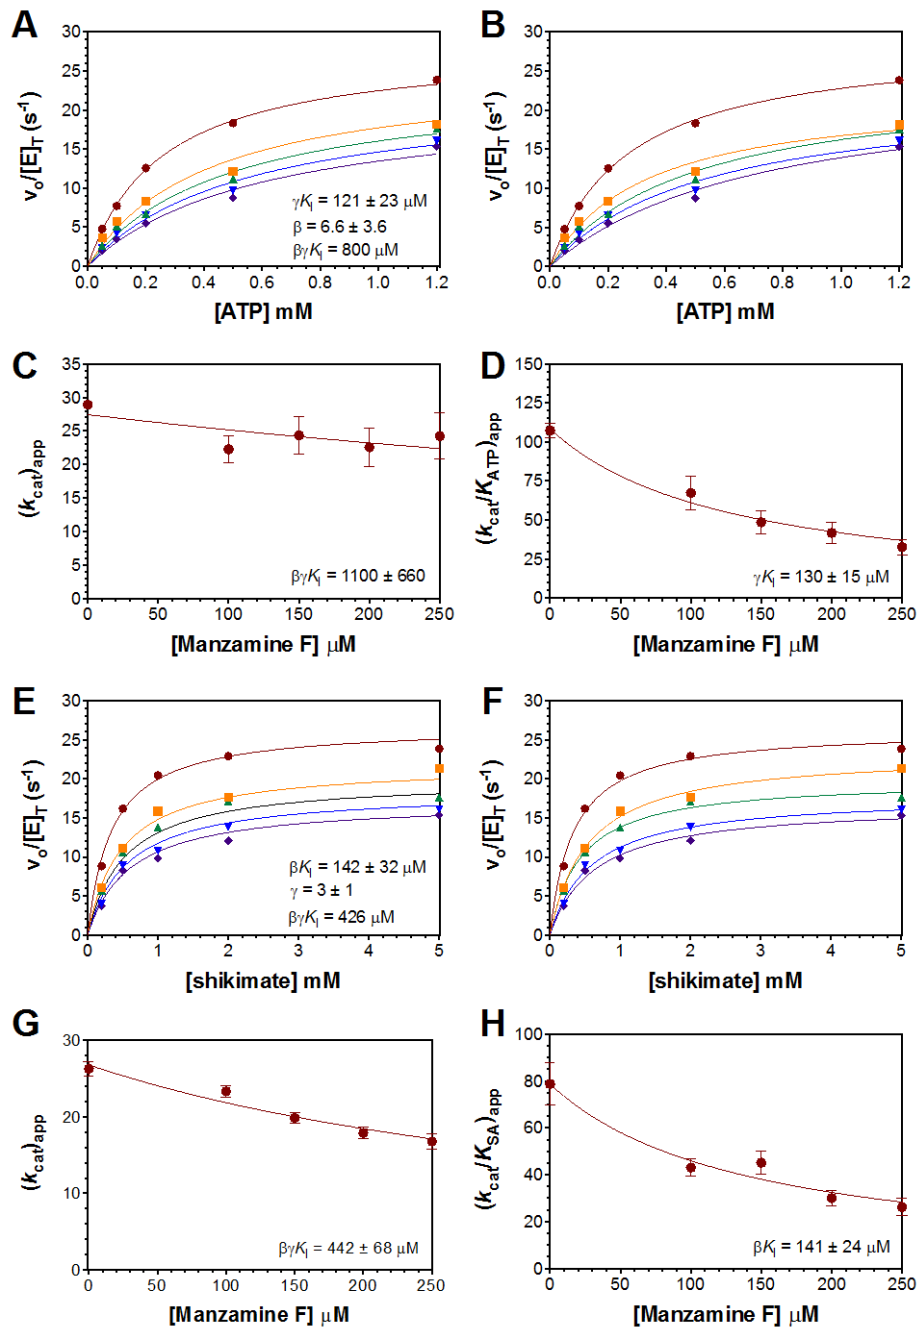 A
v₀/[E]T (s⁻¹)
30
25
20
15
10
5
0
γKI = 121 ± 23 μM
β = 6.6 ± 3.6
βγKI = 800 μM
0.0 0.2 0.4 0.6 0.8 1.0 1.2
[ATP] mM
B
v₀/[E]T (s⁻¹)
30
25
20
15
10
5
0
0.0 0.2 0.4 0.6 0.8 1.0 1.2
[ATP] mM
C
(kcat)app
35
30
25
20
15
10
5
0
βγKI = 1100 ± 660
0 50 100 150 200 250
[Manzamine F] μM
D
(kcat/KATP)app
150
125
100
75
50
25
0
γKI = 130 ± 15 μM
0 50 100 150 200 250
[Manzamine F] μM
E
v₀/[E]T (s⁻¹)
30
25
20
15
10
5
0
βKI = 142 ± 32 μM
γ = 3 ± 1
βγKI = 426 μM
0 1 2 3 4 5
[shikimate] mM
F
v₀/[E]T (s⁻¹)
30
25
20
15
10
5
0
0 1 2 3 4 5
[shikimate] mM
G
(kcat)app
30
20
10
0
βγKI = 442 ± 68 μM
0 50 100 150 200 250
[Manzamine F] μM
H
(kcat/KSA)app
100
80
60
40
20
0
βKI = 141 ± 24 μM
0 50 100 150 200 250
[Manzamine F] μM